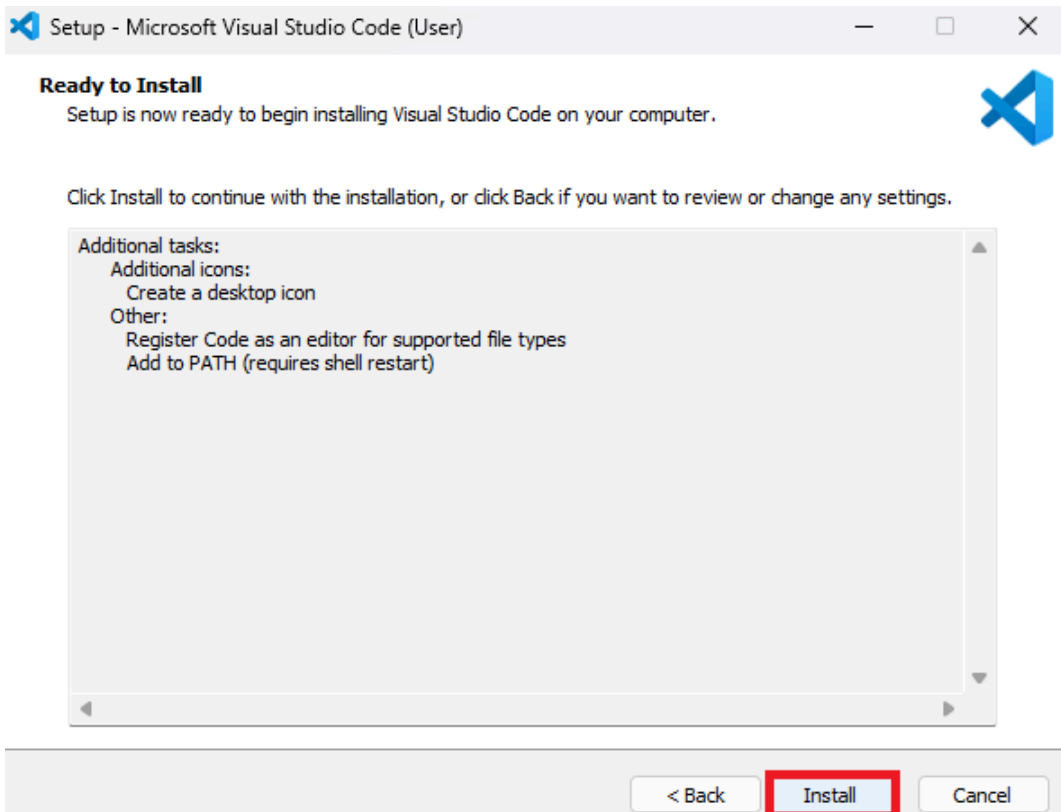 Setup - Microsoft Visual Studio Code (User)
Ready to Install
Setup is now ready to begin installing Visual Studio Code on your computer.
Click Install to continue with the installation, or click Back if you want to review or change any settings.
Additional tasks:
Additional icons:
Create a desktop icon
Other:
Register Code as an editor for supported file types
Add to PATH (requires shell restart)
< Back Install Cancel